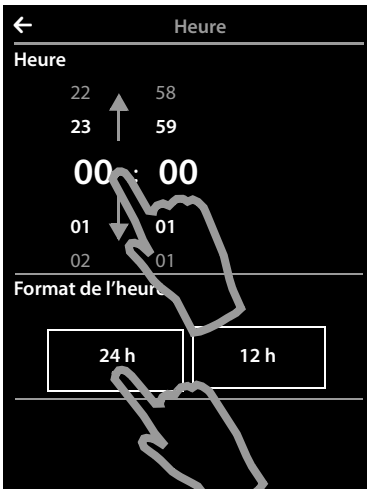 Heure
Heure
22 58
23 59
00 : 00
01 01
02 01
Format de l'heure
24 h 12 h